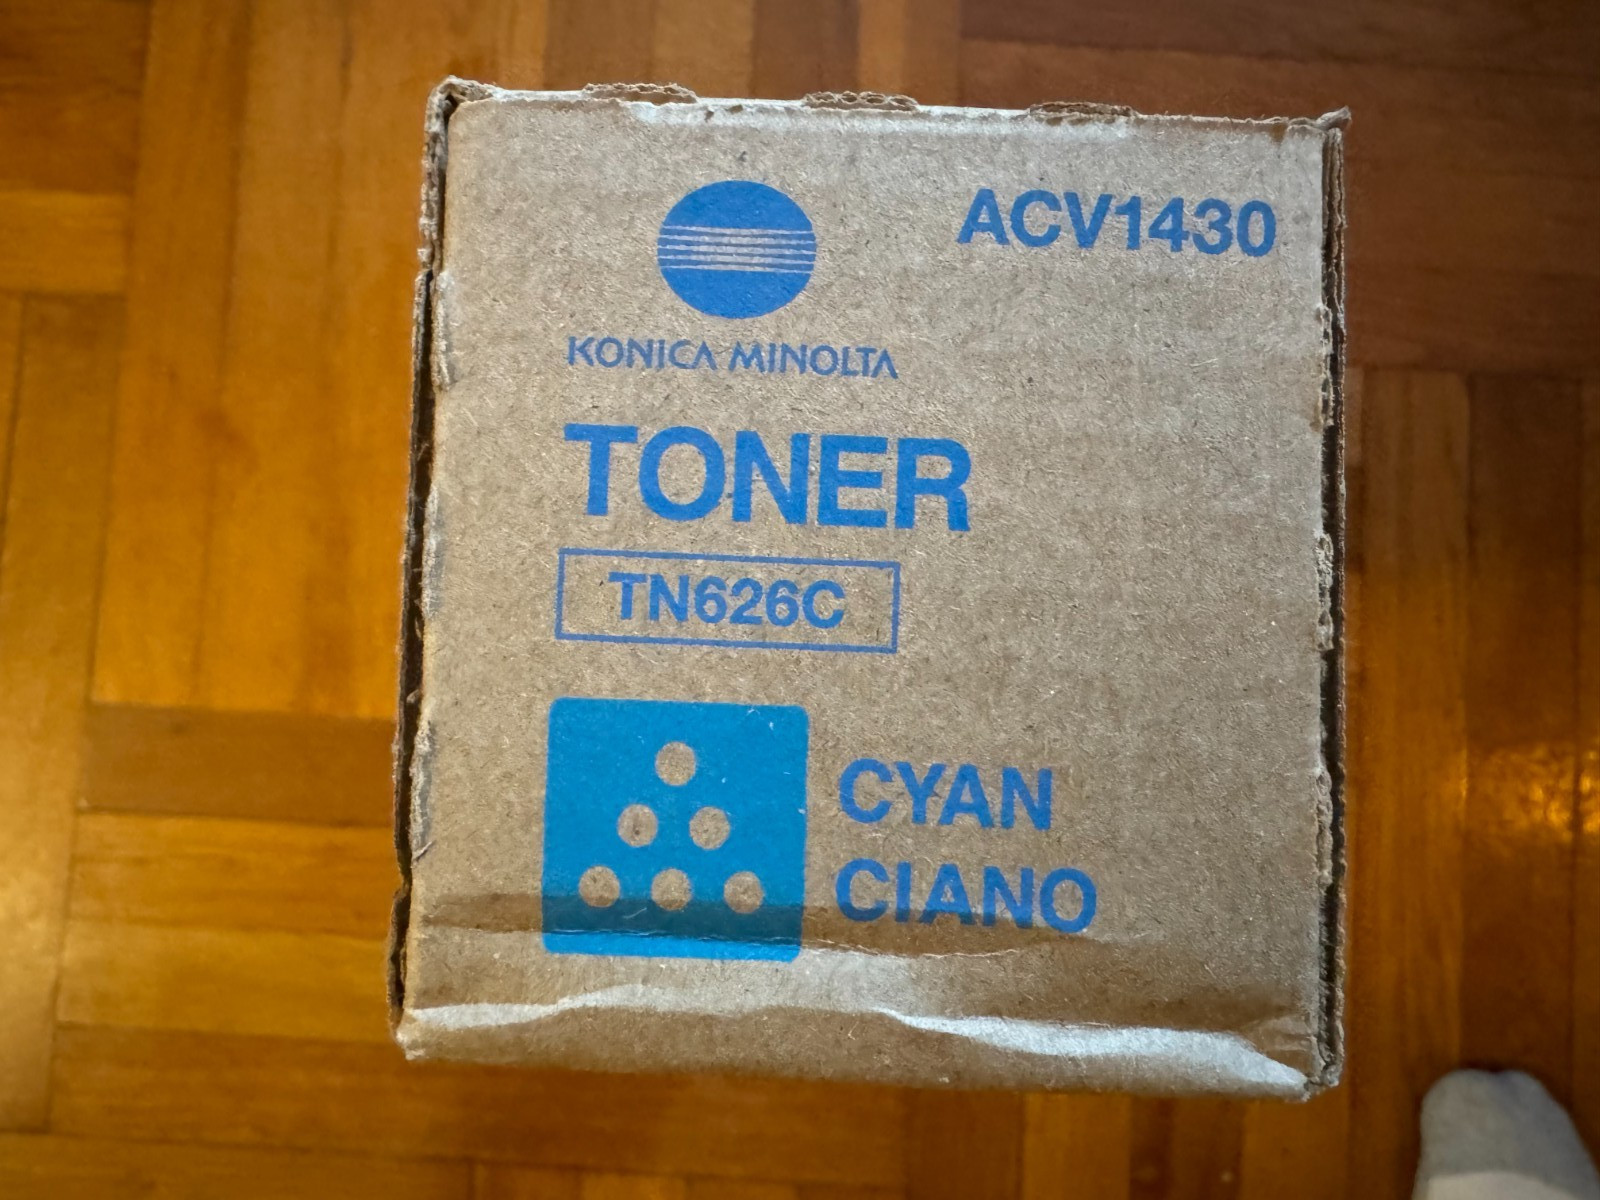 ACV1430
KONICA MINOLTA
TONER
TN626C
CYAN
CIANO